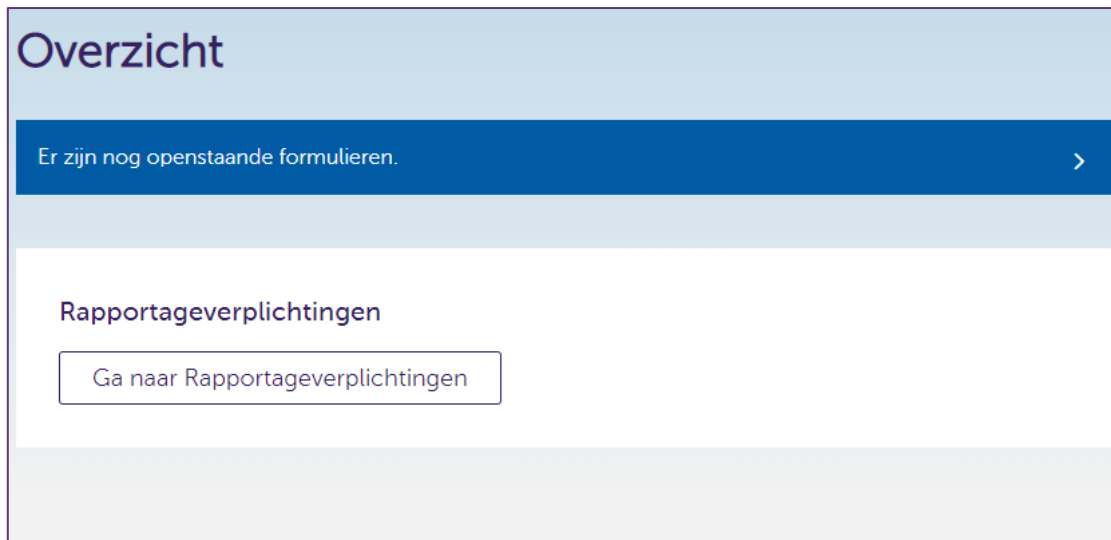 Overzicht
Er zijn nog openstaande formulieren.
Rapportageverplichtingen
Ga naar Rapportageverplichtingen